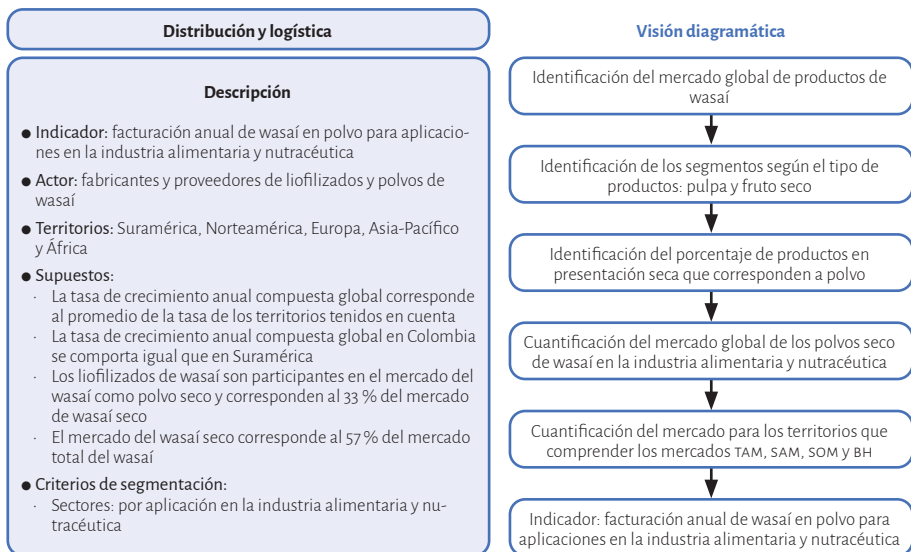 Distribución y logística
Descripción
● Indicador: facturación anual de wasaí en polvo para aplicacio-
nes en la industria alimentaria y nutracéutica
● Actor: fabricantes y proveedores de liofilizados y polvos de
wasaí
● Territorios: Suramérica, Norteamérica, Europa, Asia-Pacífico
y África
● Supuestos:
· La tasa de crecimiento anual compuesta global corresponde
al promedio de la tasa de los territorios tenidos en cuenta
· La tasa de crecimiento anual compuesta global en Colombia
se comporta igual que en Suramérica
· Los liofilizados de wasaí son participantes en el mercado del
wasaí como polvo seco y corresponden al 33 % del mercado
de wasaí seco
· El mercado del wasaí seco corresponde al 57 % del mercado
total del wasaí
● Criterios de segmentación:
· Sectores: por aplicación en la industria alimentaria y nu-
tracéutica
Visión diagramática
Identificación del mercado global de productos de
wasaí
Identificación de los segmentos según el tipo de
productos: pulpa y fruto seco
Identificación del porcentaje de productos en
presentación seca que corresponden a polvo
Cuantificación del mercado global de los polvos seco
de wasaí en la industria alimentaria y nutracéutica
Cuantificación del mercado para los territorios que
comprender los mercados TAM, SAM, SOM y BH
Indicador: facturación anual de wasaí en polvo para
aplicaciones en la industria alimentaria y nutracéutica